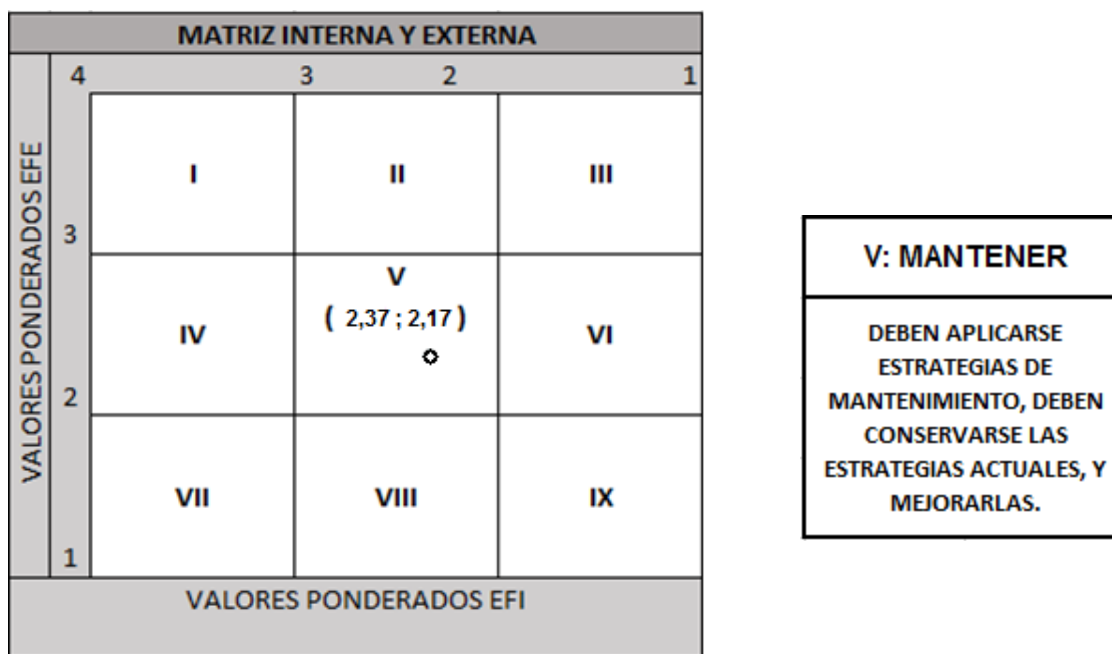 MATRIZ INTERNA Y EXTERNA
4 3 2 1
VALORES PONDERADOS EFE
I II III
3
V
( 2,37 ; 2,17 )
IV VI
2
VII VIII IX
1
VALORES PONDERADOS EFI
V: MANTENER
DEBEN APLICARSE
ESTRATEGIAS DE
MANTENIMIENTO, DEBEN
CONSERVARSE LAS
ESTRATEGIAS ACTUALES, Y
MEJORARLAS.